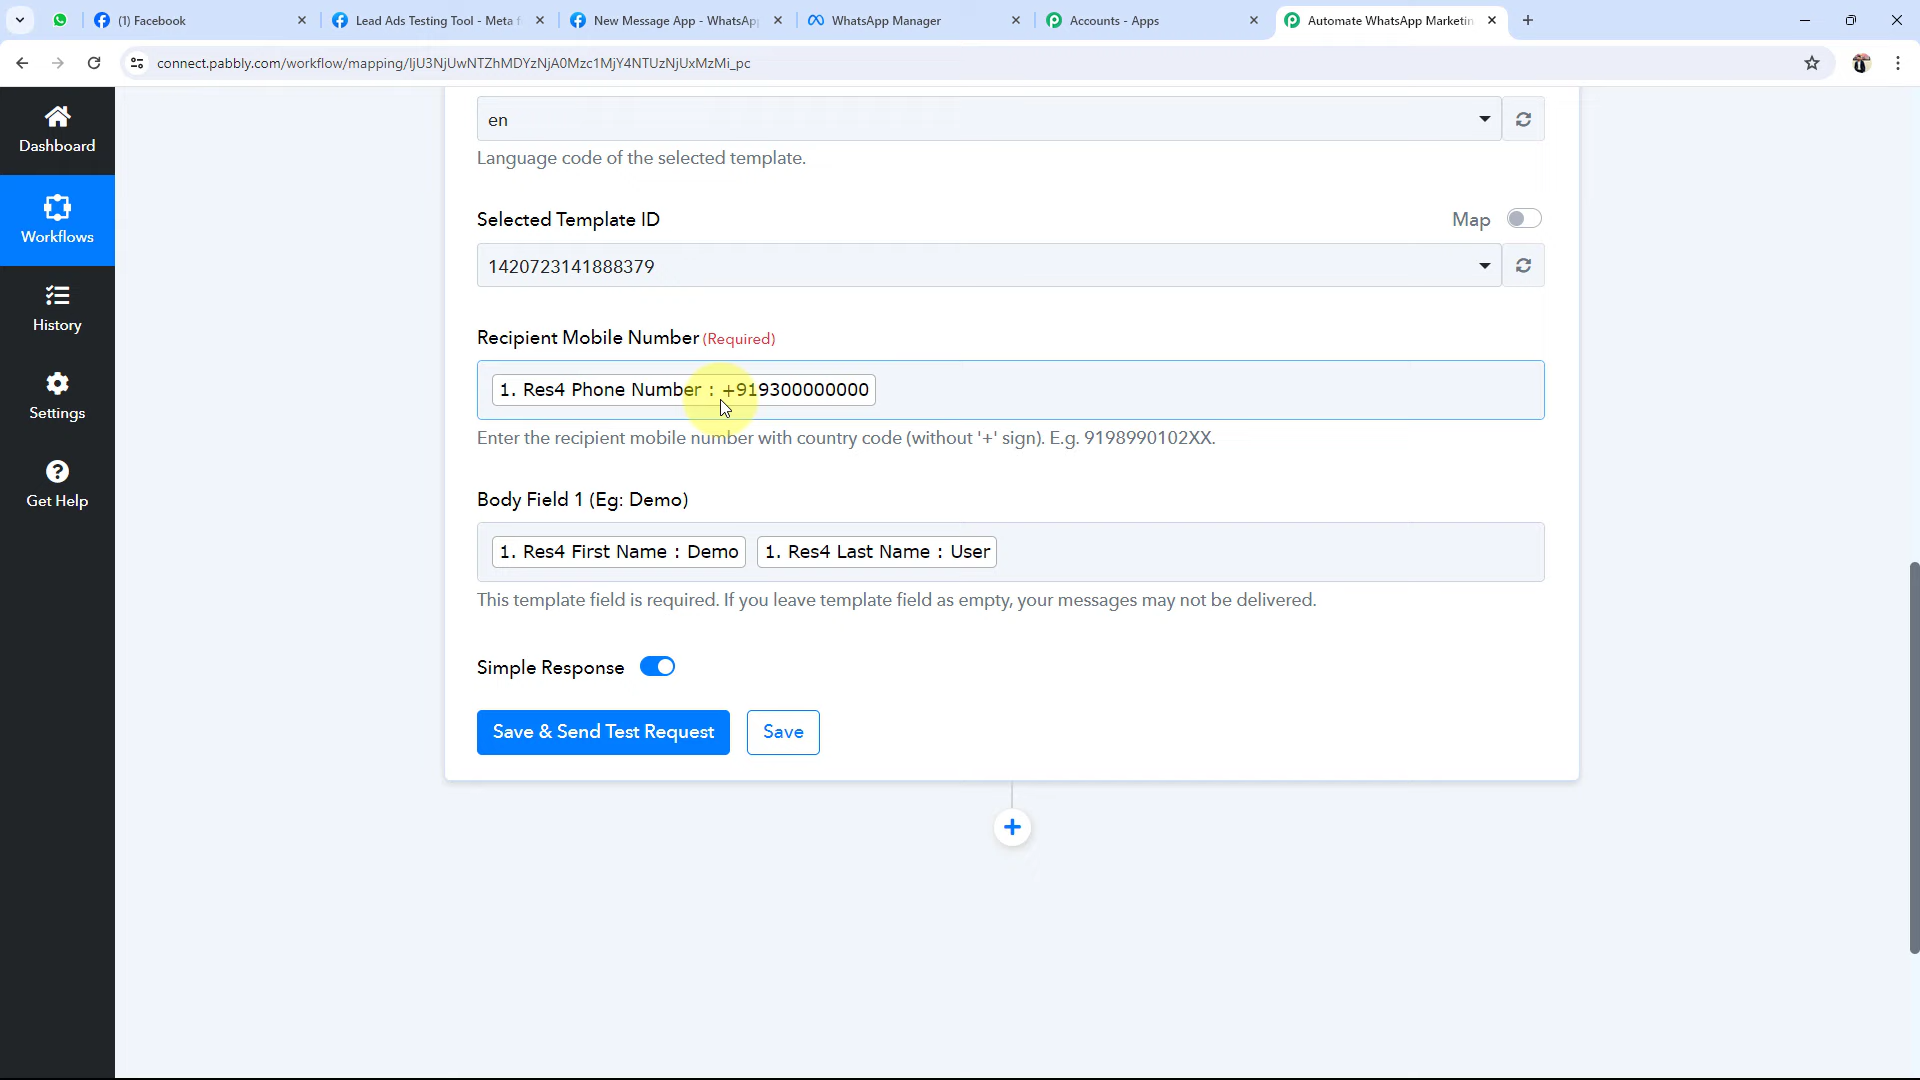 (1) Facebook
Lead Ads Testing Tool - Meta f
New Message App - WhatsAp
WhatsApp Manager
Accounts - Apps
Automate WhatsApp Marketin
connect.pabbly.com/workflow/mapping/IjU3NjUwNTZhMDYzNjA0Mzc1MjY4NTUzNjUxMzMi_pc
Dashboard
Workflows
History
Settings
Get Help
en
Language code of the selected template.
Selected Template ID
Map
1420723141888379
Recipient Mobile Number (Required)
1. Res4 Phone Number : +919300000000
Enter the recipient mobile number with country code (without '+' sign). E.g. 9198990102XX.
Body Field 1 (Eg: Demo)
1. Res4 First Name : Demo 1. Res4 Last Name : User
This template field is required. If you leave template field as empty, your messages may not be delivered.
Simple Response
Save & Send Test Request
Save